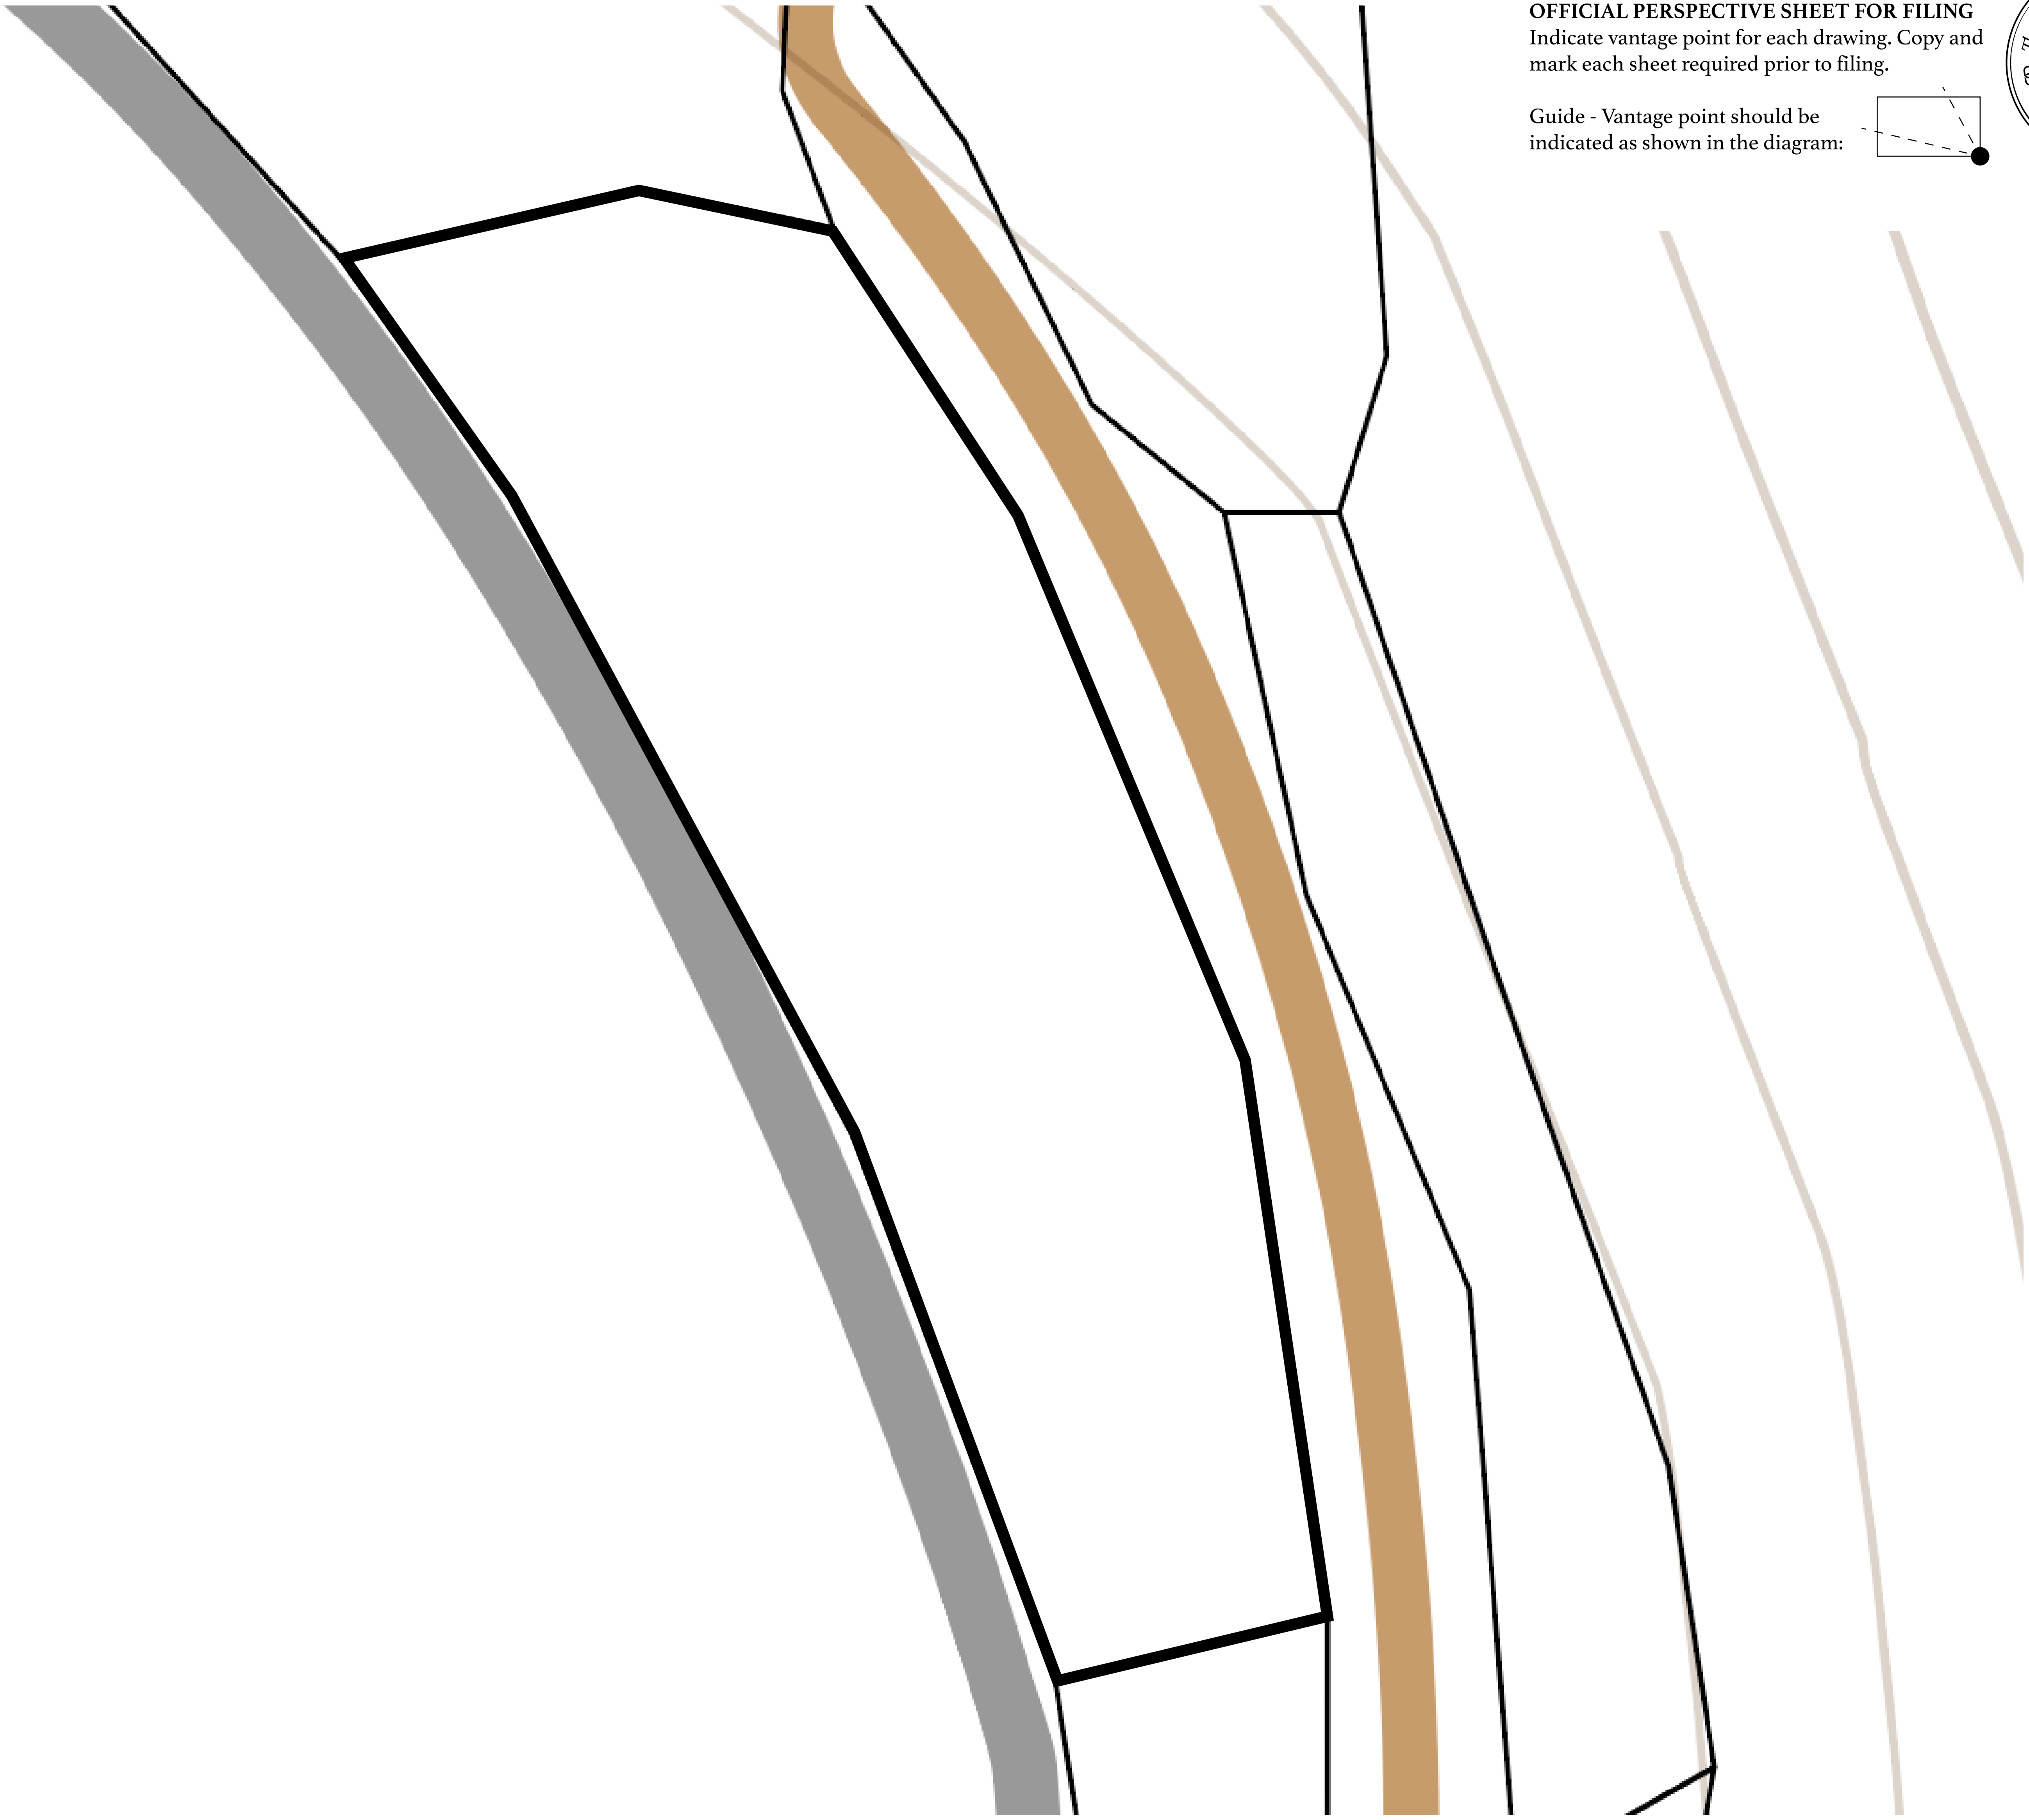 OFFICIAL PERSPECTIVE SHEET FOR FILING
Indicate vantage point for each drawing. Copy and
mark each sheet required prior to filing.
Guide - Vantage point should be
indicated as shown in the diagram: